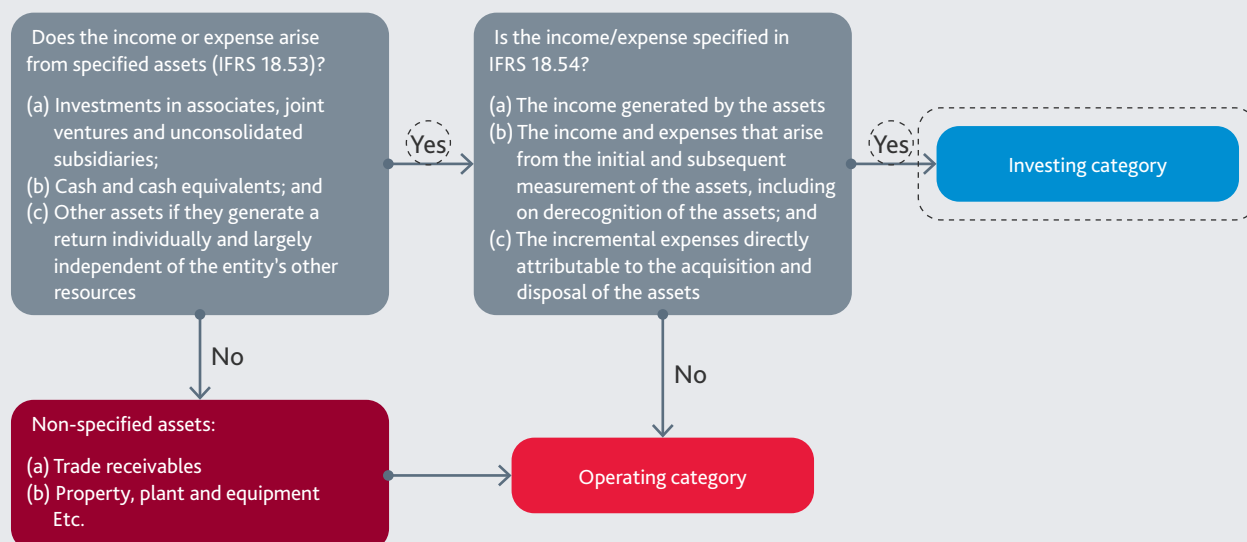 Does the income or expense arise
from specified assets (IFRS 18.53)?
(a) Investments in associates, joint
ventures and unconsolidated
subsidiaries;
(b) Cash and cash equivalents; and
(c) Other assets if they generate a
return individually and largely
independent of the entity's other
resources
Yes
Is the income/expense specified in
IFRS 18.54?
(a) The income generated by the assets
(b) The income and expenses that arise
from the initial and subsequent
measurement of the assets, including
on derecognition of the assets; and
(c) The incremental expenses directly
attributable to the acquisition and
disposal of the assets
Yes
Investing category
No
No
Non-specified assets:
(a) Trade receivables
(b) Property, plant and equipment
Etc.
Operating category